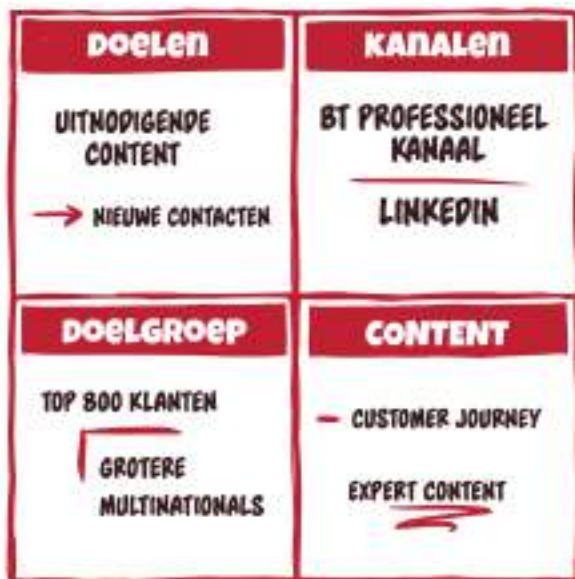 DOELEN
UITNODIGENDE
CONTENT
NIEUWE CONTACTEN
KANALEN
BT PROFESSIONEEL
KANAAL
LINKEDIN
DOELGROEP
TOP 800 KLANTEN
GROTERE
MULTINATIONALS
CONTENT
- CUSTOMER JOURNEY
EXPERT CONTENT